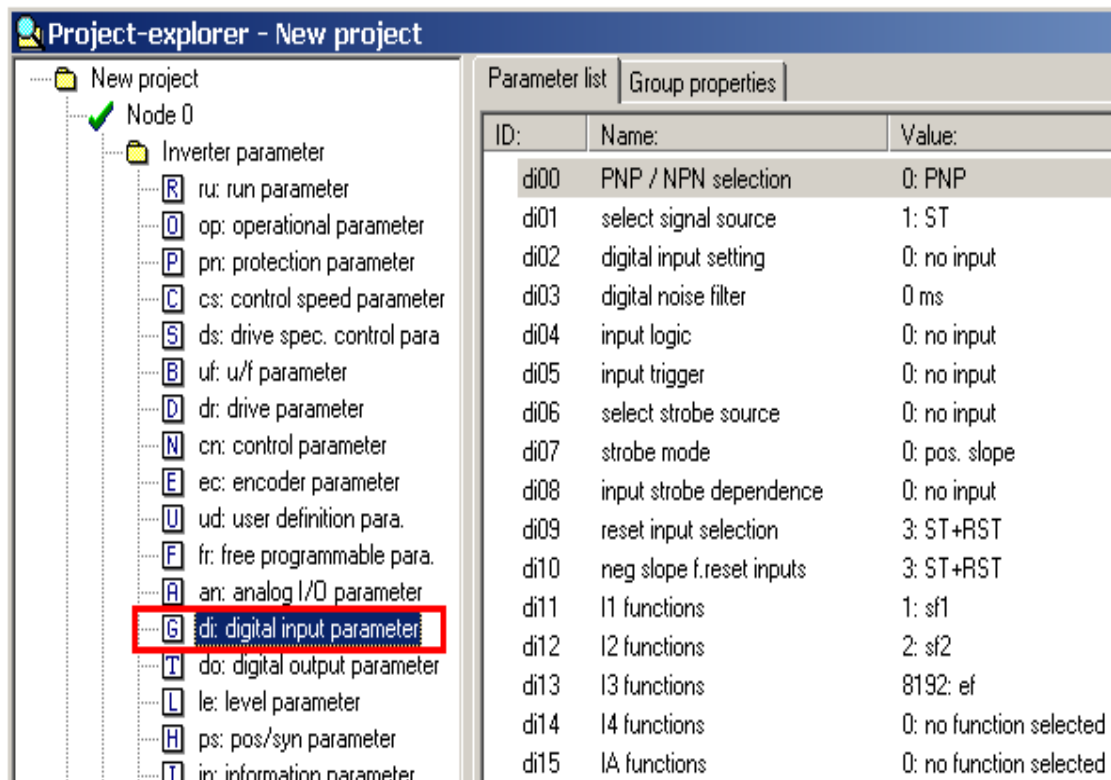 Project-explorer - New project
New project
Node 0
Inverter parameter
R ru: run parameter
O op: operational parameter
P pn: protection parameter
C cs: control speed parameter
S ds: drive spec. control para
B uf: u/f parameter
D dr: drive parameter
N cn: control parameter
E ec: encoder parameter
U ud: user definition para.
F fr: free programmable para.
A an: analog I/O parameter
G di: digital input parameter
T do: digital output parameter
L le: level parameter
H ps: pos/syn parameter
I in: information parameter
Parameter list Group properties
ID: Name: Value:
di00 PNP / NPN selection 0: PNP
di01 select signal source 1: ST
di02 digital input setting 0: no input
di03 digital noise filter 0 ms
di04 input logic 0: no input
di05 input trigger 0: no input
di06 select strobe source 0: no input
di07 strobe mode 0: pos. slope
di08 input strobe dependence 0: no input
di09 reset input selection 3: ST+RST
di10 neg slope f.reset inputs 3: ST+RST
di11 I1 functions 1: sf1
di12 I2 functions 2: sf2
di13 I3 functions 8192: ef
di14 I4 functions 0: no function selected
di15 IA functions 0: no function selected